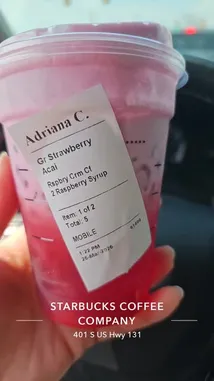 Adriana C.
Gr Strawberry
Acai
Rspbry Crm Cf
2 Raspberry Syrup
Item: 1 of 2
Total: 5
MOBILE
STARBUCKS COFFEE
COMPANY
401 S US Hwy 131